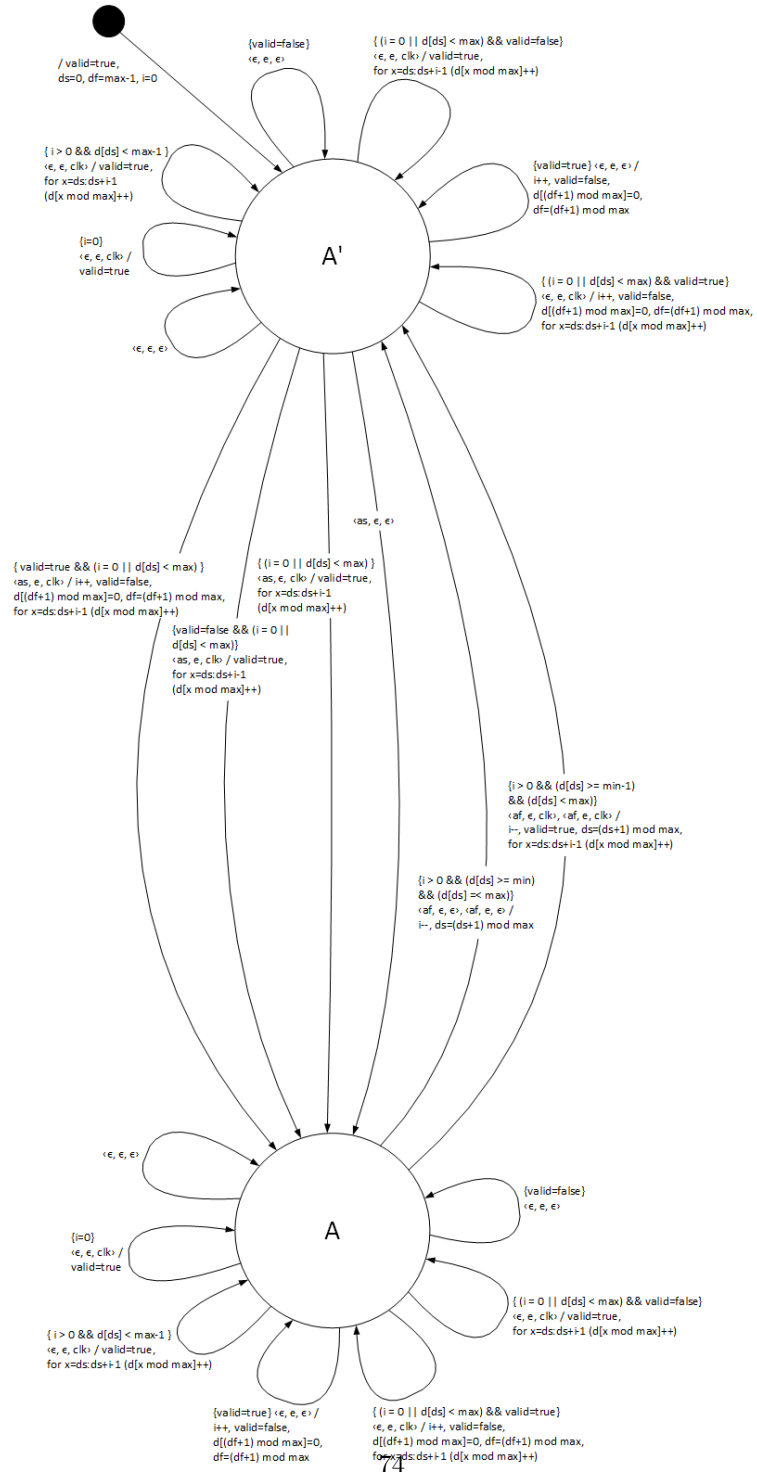 / valid=true,
ds=0, df=max-1, i=0
{valid=false}
‹ϵ, e, ϵ›
{ (i = 0 || d[ds] < max) && valid=false}
‹ϵ, e, clk› / valid=true,
for x=ds:ds+i-1 (d[x mod max]++)
{ i > 0 && d[ds] < max-1 }
‹ϵ, ϵ, clk› / valid=true,
for x=ds:ds+i-1
(d[x mod max]++)
{valid=true} ‹ϵ, e, ϵ› /
i++, valid=false,
d[(df+1) mod max]=0,
df=(df+1) mod max
{i=0}
‹ϵ, ϵ, clk› /
valid=true
A'
{ (i = 0 || d[ds] < max) && valid=true}
‹ϵ, e, clk› / i++, valid=false,
d[(df+1) mod max]=0, df=(df+1) mod max,
for x=ds:ds+i-1 (d[x mod max]++)
‹ϵ, ϵ, ϵ›
‹as, ϵ, ϵ›
{ valid=true && (i = 0 || d[ds] < max) }
‹as, e, clk› / i++, valid=false,
d[(df+1) mod max]=0, df=(df+1) mod max,
for x=ds:ds+i-1 (d[x mod max]++)
{ (i = 0 || d[ds] < max) }
‹as, ϵ, clk› / valid=true,
for x=ds:ds+i-1
(d[x mod max]++)
{valid=false && (i = 0 ||
d[ds] < max)}
‹as, e, clk› / valid=true,
for x=ds:ds+i-1
(d[x mod max]++)
{i > 0 && (d[ds] >= min-1)
&& (d[ds] < max)}
‹af, ϵ, clk›, ‹af, e, clk› /
i--, valid=true, ds=(ds+1) mod max,
for x=ds:ds+i-1 (d[x mod max]++)
{i > 0 && (d[ds] >= min)
&& (d[ds] =< max)}
‹af, ϵ, ϵ›, ‹af, e, ϵ› /
i--, ds=(ds+1) mod max
‹ϵ, ϵ, ϵ›
{valid=false}
‹ϵ, e, ϵ›
A
{i=0}
‹ϵ, ϵ, clk› /
valid=true
{ (i = 0 || d[ds] < max) && valid=false}
‹ϵ, e, clk› / valid=true,
for x=ds:ds+i-1 (d[x mod max]++)
{ i > 0 && d[ds] < max-1 }
‹ϵ, ϵ, clk› / valid=true,
for x=ds:ds+i-1 (d[x mod max]++)
{valid=true} ‹ϵ, e, ϵ› /
i++, valid=false,
d[(df+1) mod max]=0,
df=(df+1) mod max
{ (i = 0 || d[ds] < max) && valid=true}
‹ϵ, e, clk› / i++, valid=false,
d[(df+1) mod max]=0, df=(df+1) mod max,
for x=ds:ds+i-1 (d[x mod max]++)
74